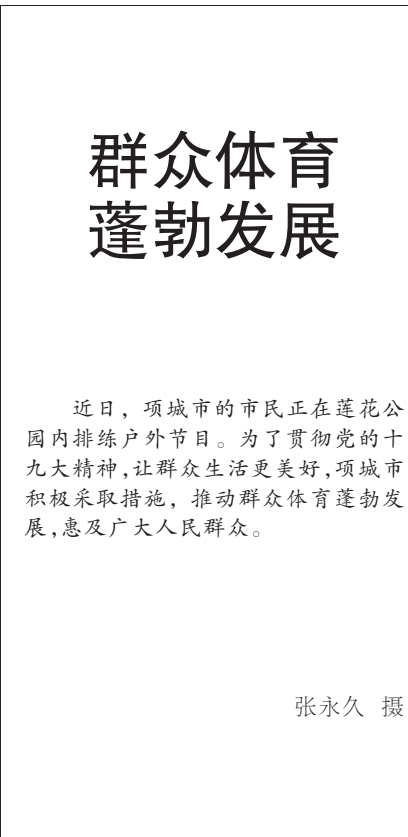 群众体育
蓬勃发展
近日，项城市的市民正在莲花公
园内排练户外节目。为了贯彻党的十
九大精神，让群众生活更美好，项城市
积极采取措施，推动群众体育蓬勃发
展，惠及广大人民群众。
张永久 摄